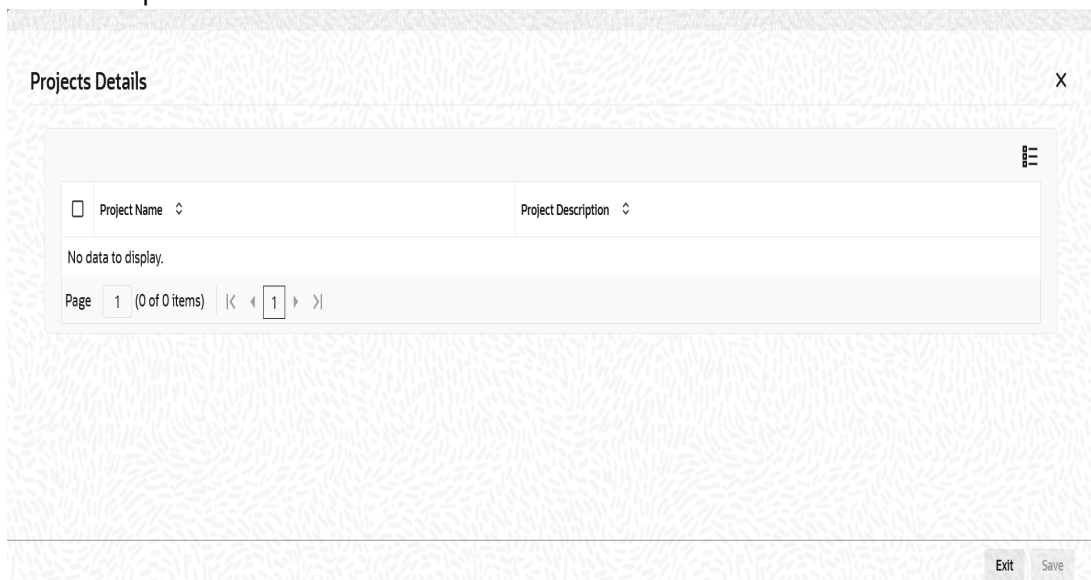 Projects Details X
Project Name Project Description
No data to display.
Page 1 (0 of 0 items) 1
Exit Save